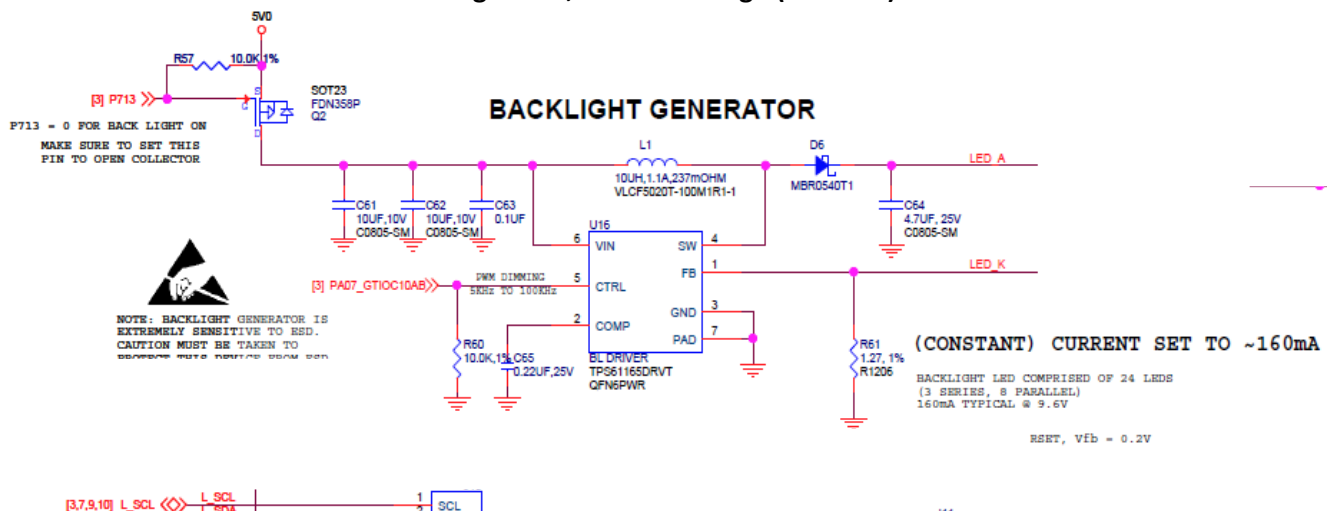 5V0
R57 10.0K,1%
[3] P713
S
G
D
SOT23
FDN358P
Q2
P713 = 0 FOR BACK LIGHT ON
MAKE SURE TO SET THIS
PIN TO OPEN COLLECTOR
BACKLIGHT GENERATOR
L1
10UH,1.1A,237mOHM
VLCF5020T-100M1R1-1
D6
MBR0540T1
LED_A
C61
10UF,10V
C0805-SM
C62
10UF,10V
C0805-SM
C63
0.1UF
C64
4.7UF, 25V
C0805-SM
U16
6 VIN
5 CTRL
2 COMP
SW 4
FB 1
GND 3
PAD 7
BL DRIVER
TPS61165DRVT
QFN6PWR
LED_K
[3] PA07_GTIOC10AB
PWM DIMMING
5KHz TO 100KHz
R60
10.0K,1%
C65
0.22UF,25V
R61
1.27, 1%
R1206
NOTE: BACKLIGHT GENERATOR IS
EXTREMELY SENSITIVE TO ESD.
CAUTION MUST BE TAKEN TO
PROTECT THIS DEVICE FROM ESD
(CONSTANT) CURRENT SET TO ~160mA
BACKLIGHT LED COMPRISED OF 24 LEDS
(3 SERIES, 8 PARALLEL)
160mA TYPICAL @ 9.6V
RSET, Vfb = 0.2V
[3,7,9,10] L_SCL
L_SCL
L_SDA
1 SCL
2